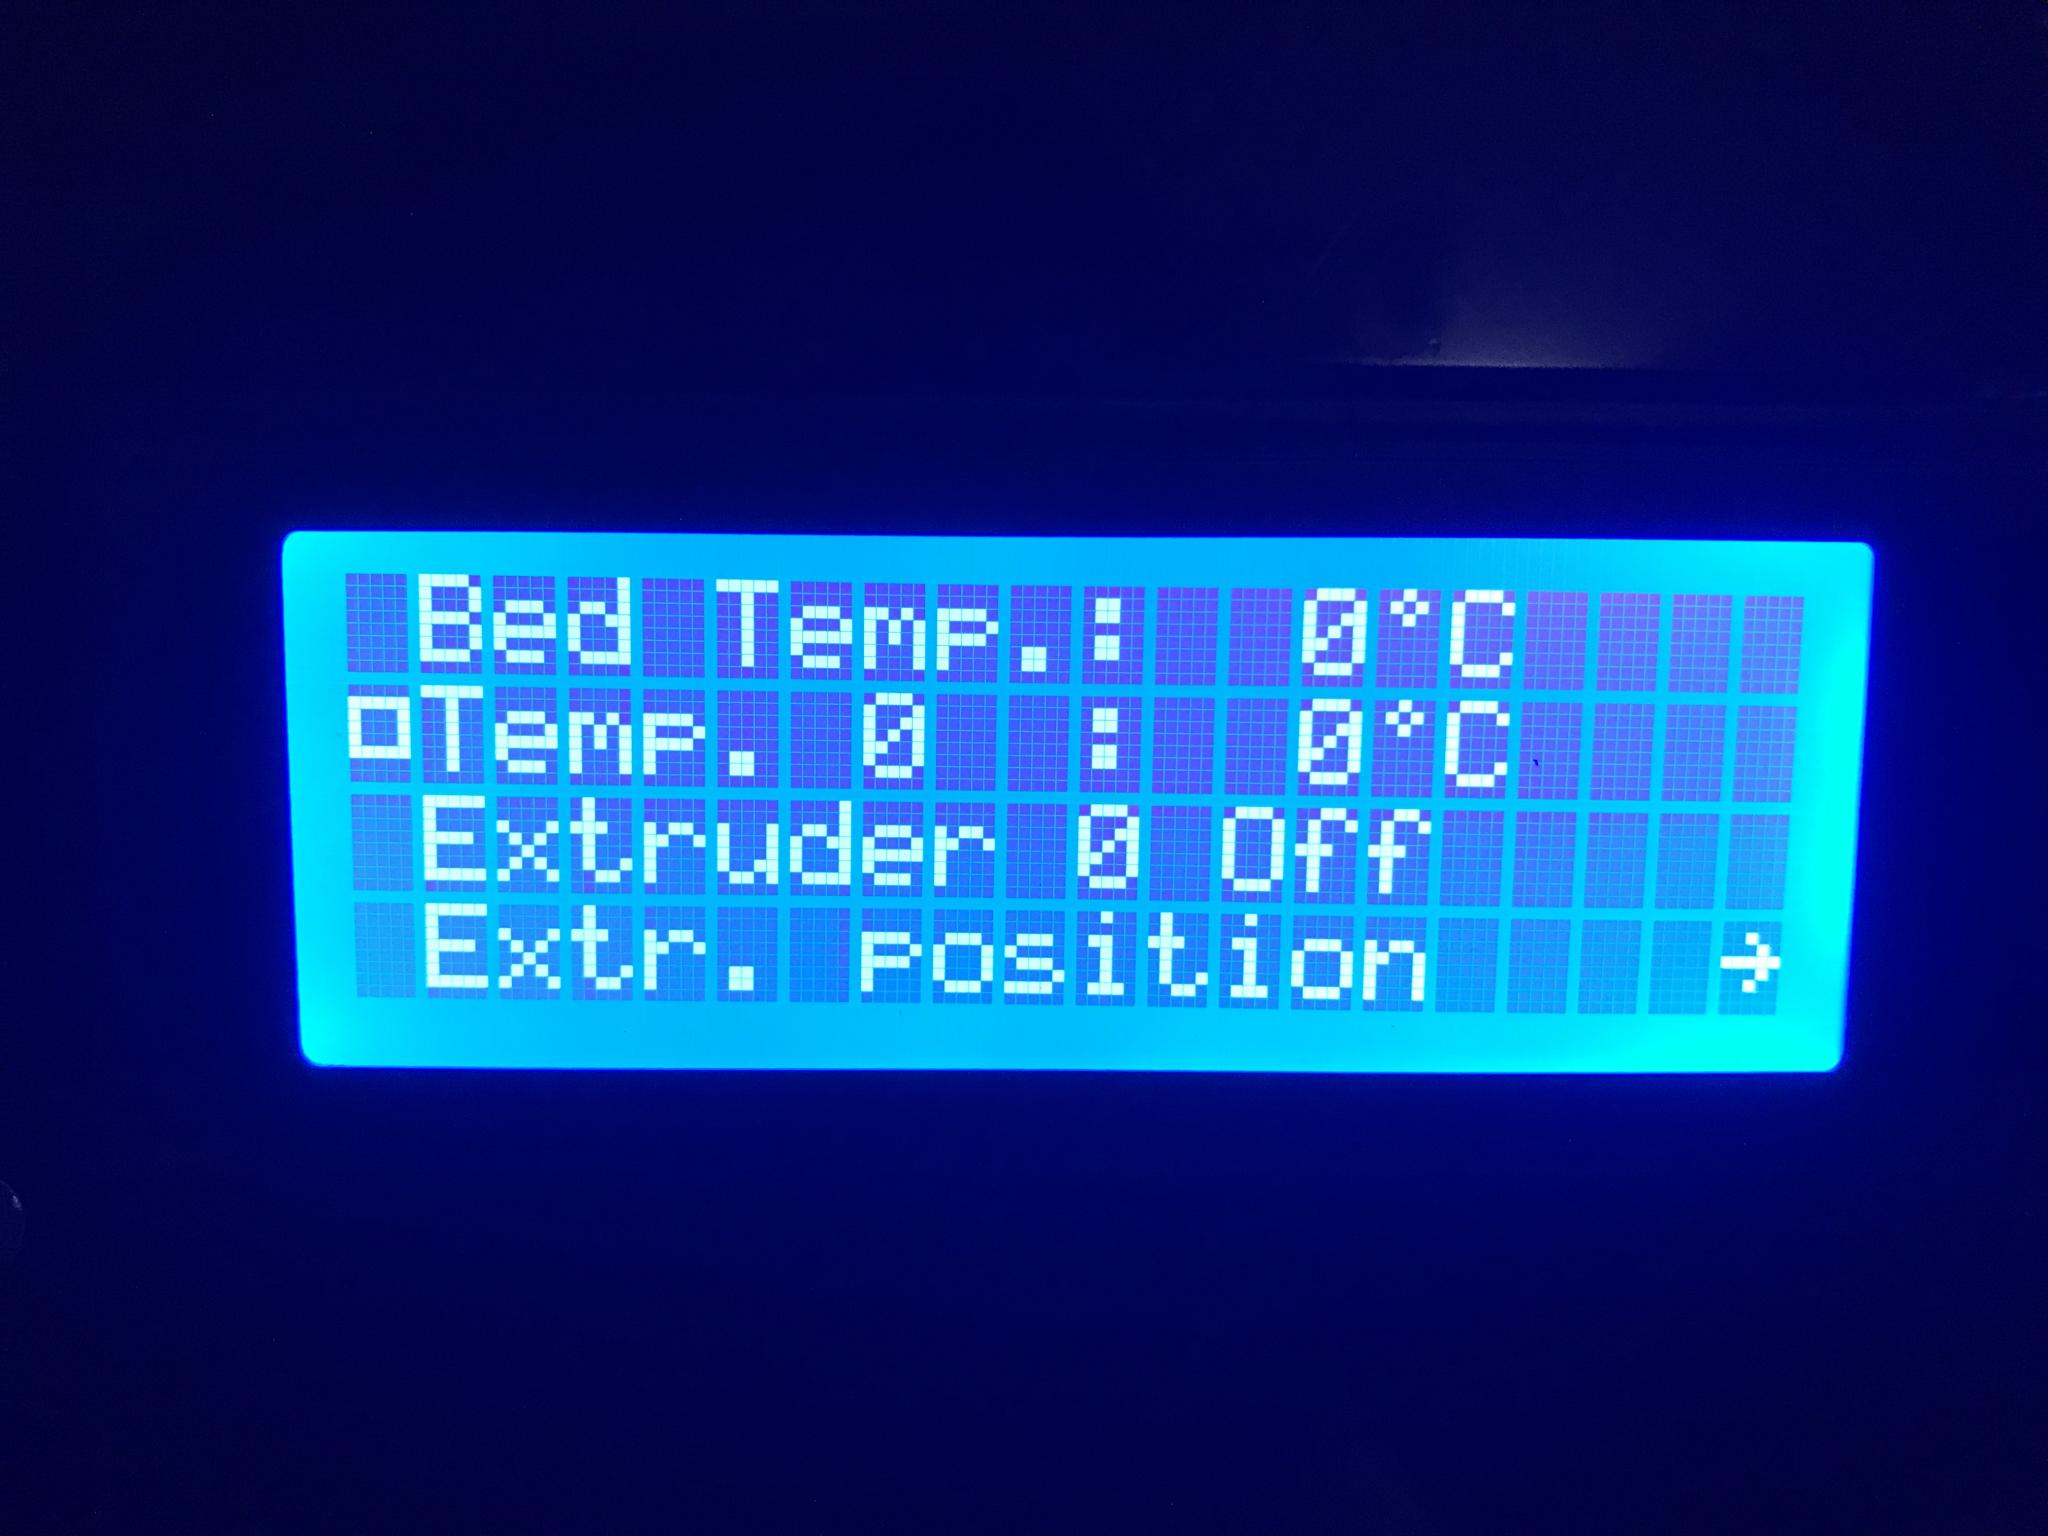 Bed Temp.: 0°C
Temp. 0 : 0°C
Extruder 0 Off
Extr. position →